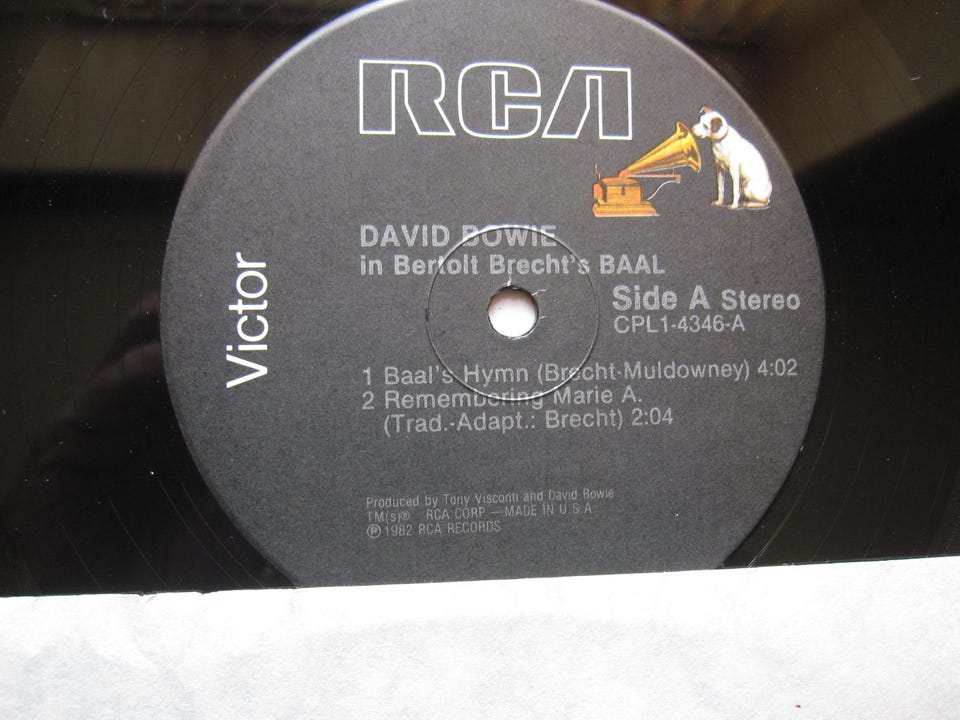 RCA
DAVID BOWIE
in Bertolt Brecht's BAAL
Side A Stereo
CPL1-4346-A
Victor
1 Baal's Hymn (Brecht-Muldowney) 4:02
2 Remembering Marie A.
(Trad.-Adapt.: Brecht) 2:04
Produced by Tony Visconti and David Bowie
TM(s)® RCA CORP —MADE IN U.S.A
℗ 1982 RCA RECORDS